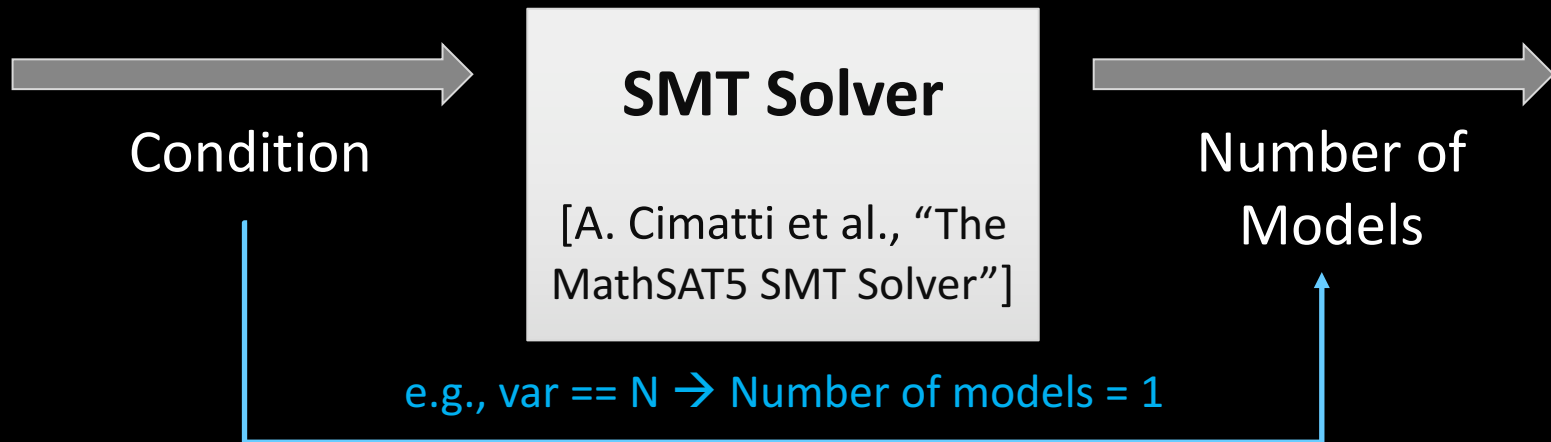 Condition
SMT Solver
[A. Cimatti et al., “The
MathSAT5 SMT Solver”]
Number of
Models
e.g., var == N → Number of models = 1